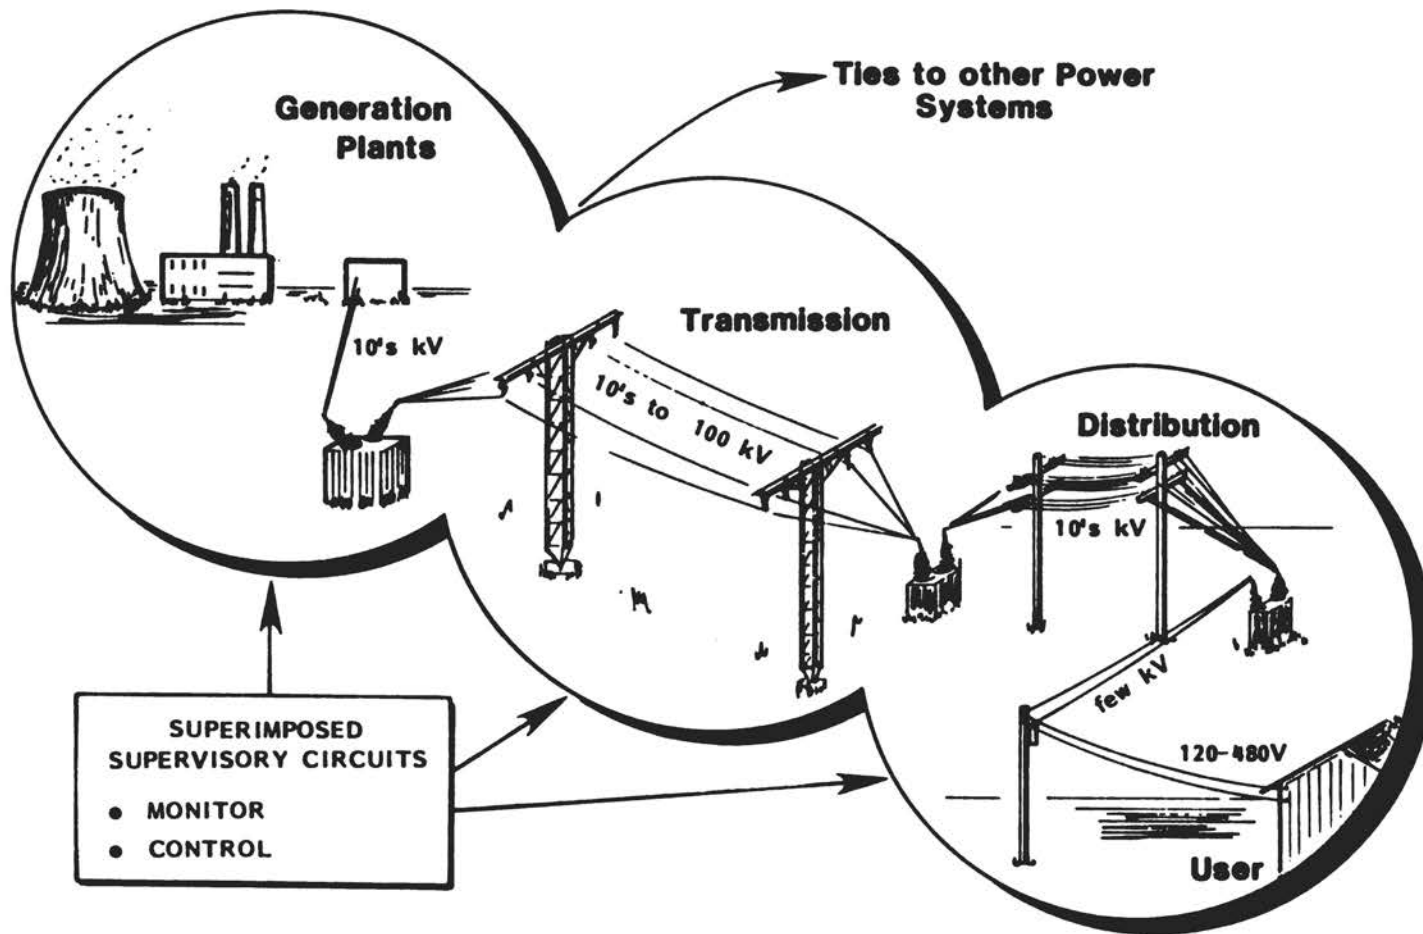 Generation
Plants
Ties to other Power
Systems
10's kV
Transmission
10's to 100 kV
Distribution
10's kV
few kV
120-480V
User
SUPERIMPOSED
SUPERVISORY CIRCUITS
• MONITOR
• CONTROL